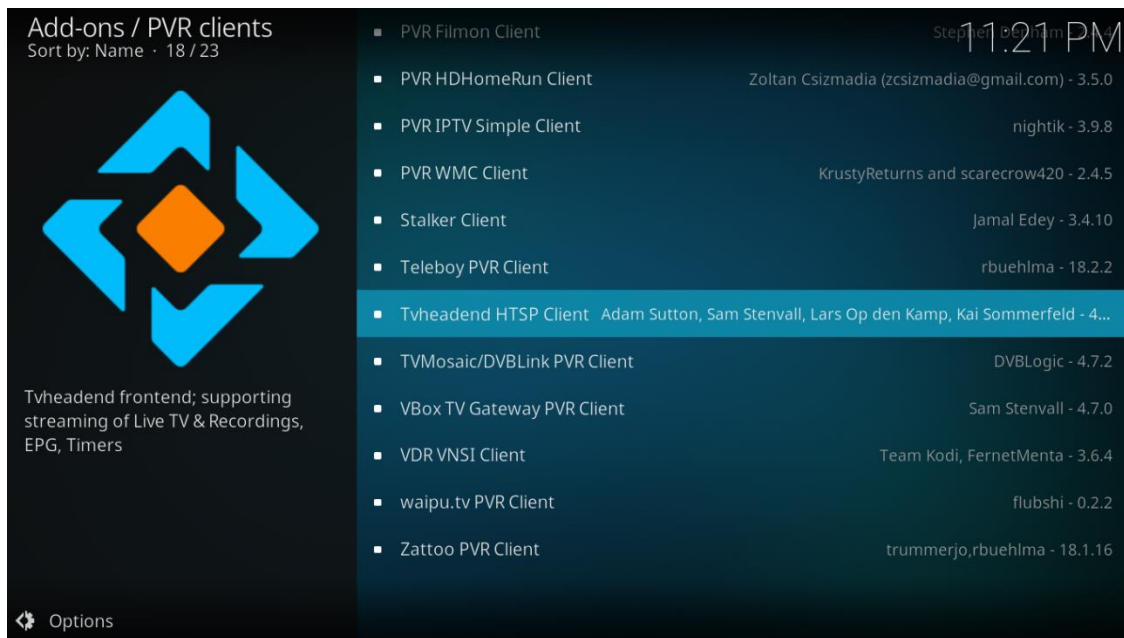 Add-ons / PVR clients
Sort by: Name · 18 / 23
11:21 PM
PVR Filmon Client
PVR HDHomeRun Client Zoltan Csizmadia (zcsizmadia@gmail.com) - 3.5.0
PVR IPTV Simple Client nightik - 3.9.8
PVR WMC Client KrustyReturns and scarecrow420 - 2.4.5
Stalker Client Jamal Edey - 3.4.10
Teleboy PVR Client rbuehlma - 18.2.2
Tvheadend HTSP Client Adam Sutton, Sam Stenvall, Lars Op den Kamp, Kai Sommerfeld - 4...
TVMosaic/DVBLink PVR Client DVBLogic - 4.7.2
VBox TV Gateway PVR Client Sam Stenvall - 4.7.0
VDR VNSI Client Team Kodi, FernetMenta - 3.6.4
waipu.tv PVR Client flubshi - 0.2.2
Zattoo PVR Client trummerjo,rbuehlma - 18.1.16
Tvheadend frontend; supporting
streaming of Live TV & Recordings,
EPG, Timers
Options